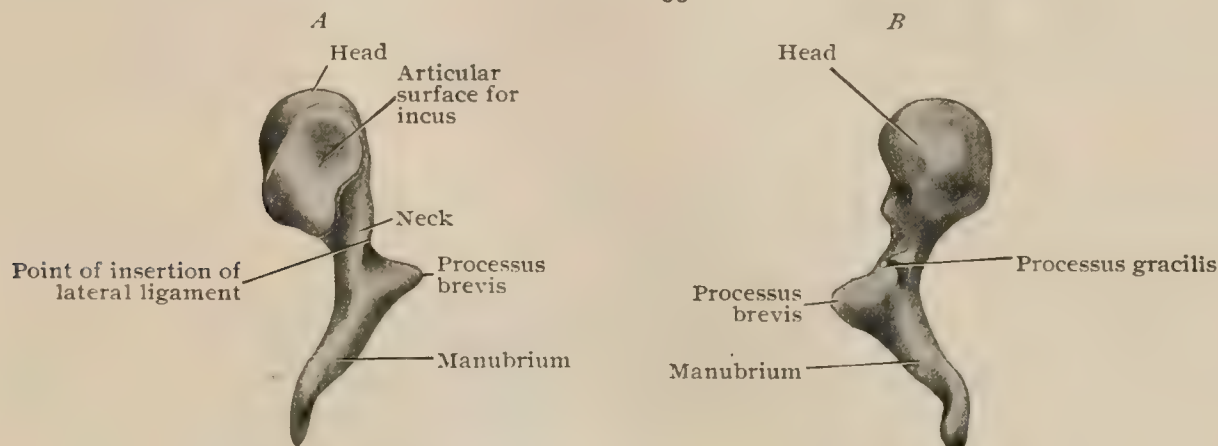 A
Head
Articular
surface for
incus
Neck
Point of insertion of
lateral ligament
Processus
brevis
Manubrium
B
Head
Processus gracilis
Processus
brevis
Manubrium